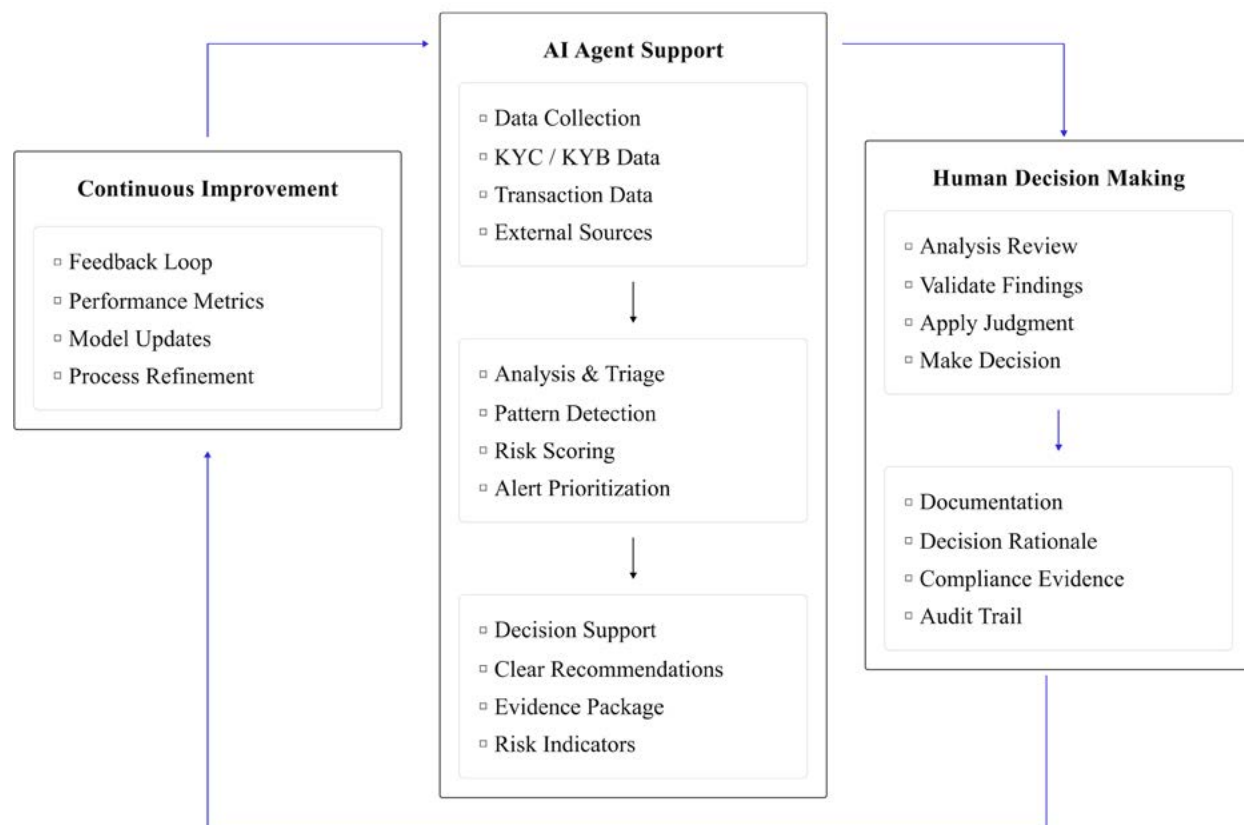 AI Agent Support
Data Collection
KYC / KYB Data
Transaction Data
External Sources
Analysis & Triage
Pattern Detection
Risk Scoring
Alert Prioritization
Decision Support
Clear Recommendations
Evidence Package
Risk Indicators
Continuous Improvement
Feedback Loop
Performance Metrics
Model Updates
Process Refinement
Human Decision Making
Analysis Review
Validate Findings
Apply Judgment
Make Decision
Documentation
Decision Rationale
Compliance Evidence
Audit Trail